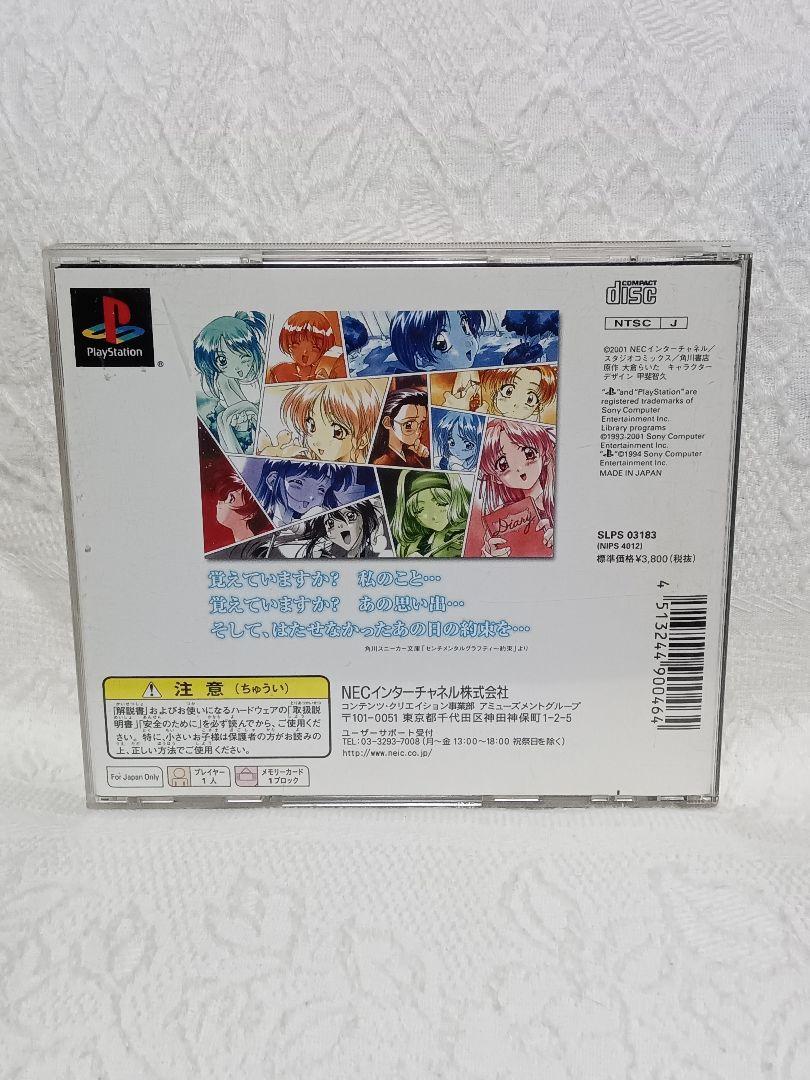 PlayStation
®
COMPACT
disc
NTSC J
©2001 NECインターチャネル／
スタジオコミックス／角川書店
原作 大倉らいた キャラクター
デザイン 甲斐智久
" "and"PlayStation"are
registered trademarks of
Sony Computer
Entertainment Inc.
Library programs
©1993-2001 Sony Computer
Entertainment Inc.
" "©1994 Sony Computer
Entertainment Inc.
MADE IN JAPAN
SLPS 03183
(NIPS 4012)
標準価格¥3,800(税抜)
4 513244 900464
Diary
覚えていますか? 私のこと…
覚えていますか? あの思い出…
そして、はたせなかったあの日の約束を…
角川スニーカー文庫「センチメンタルグラフティ〜約束」より
注意(ちゅうい)
「解説書」およびお使いになるハードウェアの「取扱説
明書」「安全のために」を必ず読んでから、ご使用くだ
さい。特に、小さいお子様は保護者の方がお読みの
上、正しい方法でご使用ください。
For Japan Only
プレイヤー
1人
メモリーカード
1ブロック
NECインターチャネル株式会社
コンテンツ・クリエイション事業部 アミューズメントグループ
〒101-0051 東京都千代田区神田神保町1-2-5
ユーザーサポート受付
TEL:03-3293-7008(月〜金 13:00〜18:00 祝祭日を除く)
http://www.neic.co.jp/